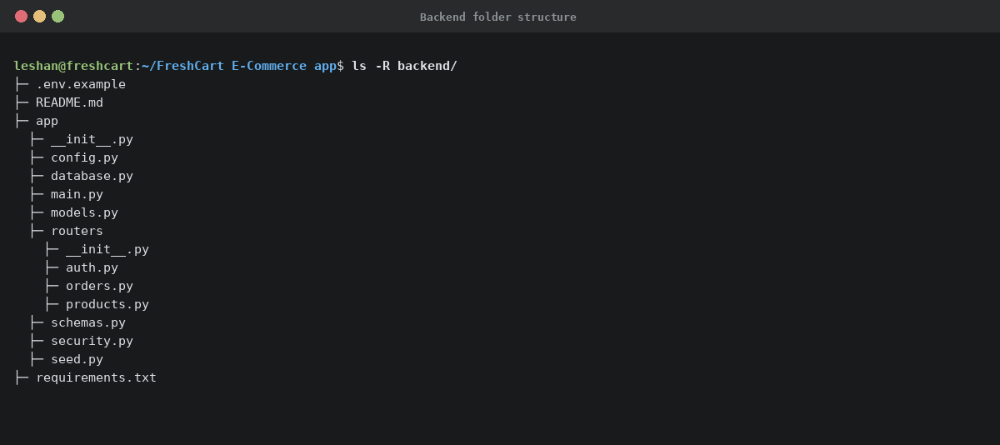 Backend folder structure
leshan@freshcart:~/FreshCart E-Commerce app$ ls -R backend/
├─ .env.example
├─ README.md
├─ app
  ├─ __init__.py
  ├─ config.py
  ├─ database.py
  ├─ main.py
  ├─ models.py
  ├─ routers
    ├─ __init__.py
    ├─ auth.py
    ├─ orders.py
    ├─ products.py
  ├─ schemas.py
  ├─ security.py
  ├─ seed.py
├─ requirements.txt